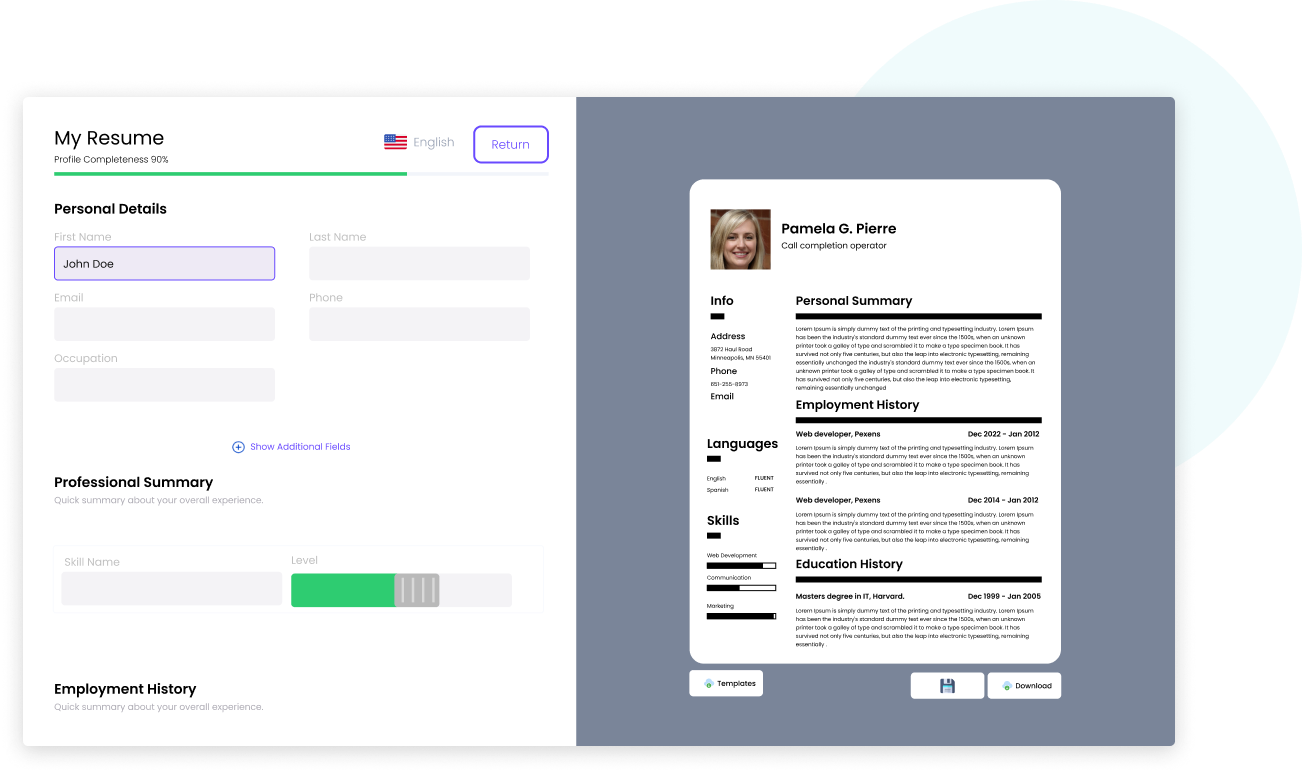 My Resume
Profile Completeness 90%
English
Return
Personal Details
First Name
Last Name
John Doe
Email
Phone
Occupation
Show Additional Fields
Professional Summary
Quick summary about your overall experience.
Skill Name
Level
Employment History
Quick summary about your overall experience.
Pamela G. Pierre
Call completion operator
Info
Address
3872 Haul Road
Minneapolis, MN 55401
Phone
651-255-8973
Email
Languages
English FLUENT
Spanish FLUENT
Skills
Web Development
Communication
Marketing
Personal Summary
Lorem Ipsum is simply dummy text of the printing and typesetting industry. Lorem Ipsum
has been the industry's standard dummy text ever since the 1500s, when an unknown
printer took a galley of type and scrambled it to make a type specimen book. It has
survived not only five centuries, but also the leap into electronic typesetting, remaining
essentially unchanged the industry's standard dummy text ever since the 1500s, when an
unknown printer took a galley of type and scrambled it to make a type specimen book. It
has survived not only five centuries, but also the leap into electronic typesetting,
remaining essentially unchanged
Employment History
Web developer, Pexens Dec 2022 - Jan 2012
Lorem Ipsum is simply dummy text of the printing and typesetting industry. Lorem Ipsum
has been the industry's standard dummy text ever since the 1500s, when an unknown
printer took a galley of type and scrambled it to make a type specimen book. It has
survived not only five centuries, but also the leap into electronic typesetting, remaining
essentially .
Web developer, Pexens Dec 2014 - Jan 2012
Lorem Ipsum is simply dummy text of the printing and typesetting industry. Lorem Ipsum
has been the industry's standard dummy text ever since the 1500s, when an unknown
printer took a galley of type and scrambled it to make a type specimen book. It has
survived not only five centuries, but also the leap into electronic typesetting, remaining
essentially .
Education History
Masters degree in IT, Harvard. Dec 1999 - Jan 2005
Lorem Ipsum is simply dummy text of the printing and typesetting industry. Lorem Ipsum
has been the industry's standard dummy text ever since the 1500s, when an unknown
printer took a galley of type and scrambled it to make a type specimen book. It has
survived not only five centuries, but also the leap into electronic typesetting, remaining
essentially .
Templates
Download